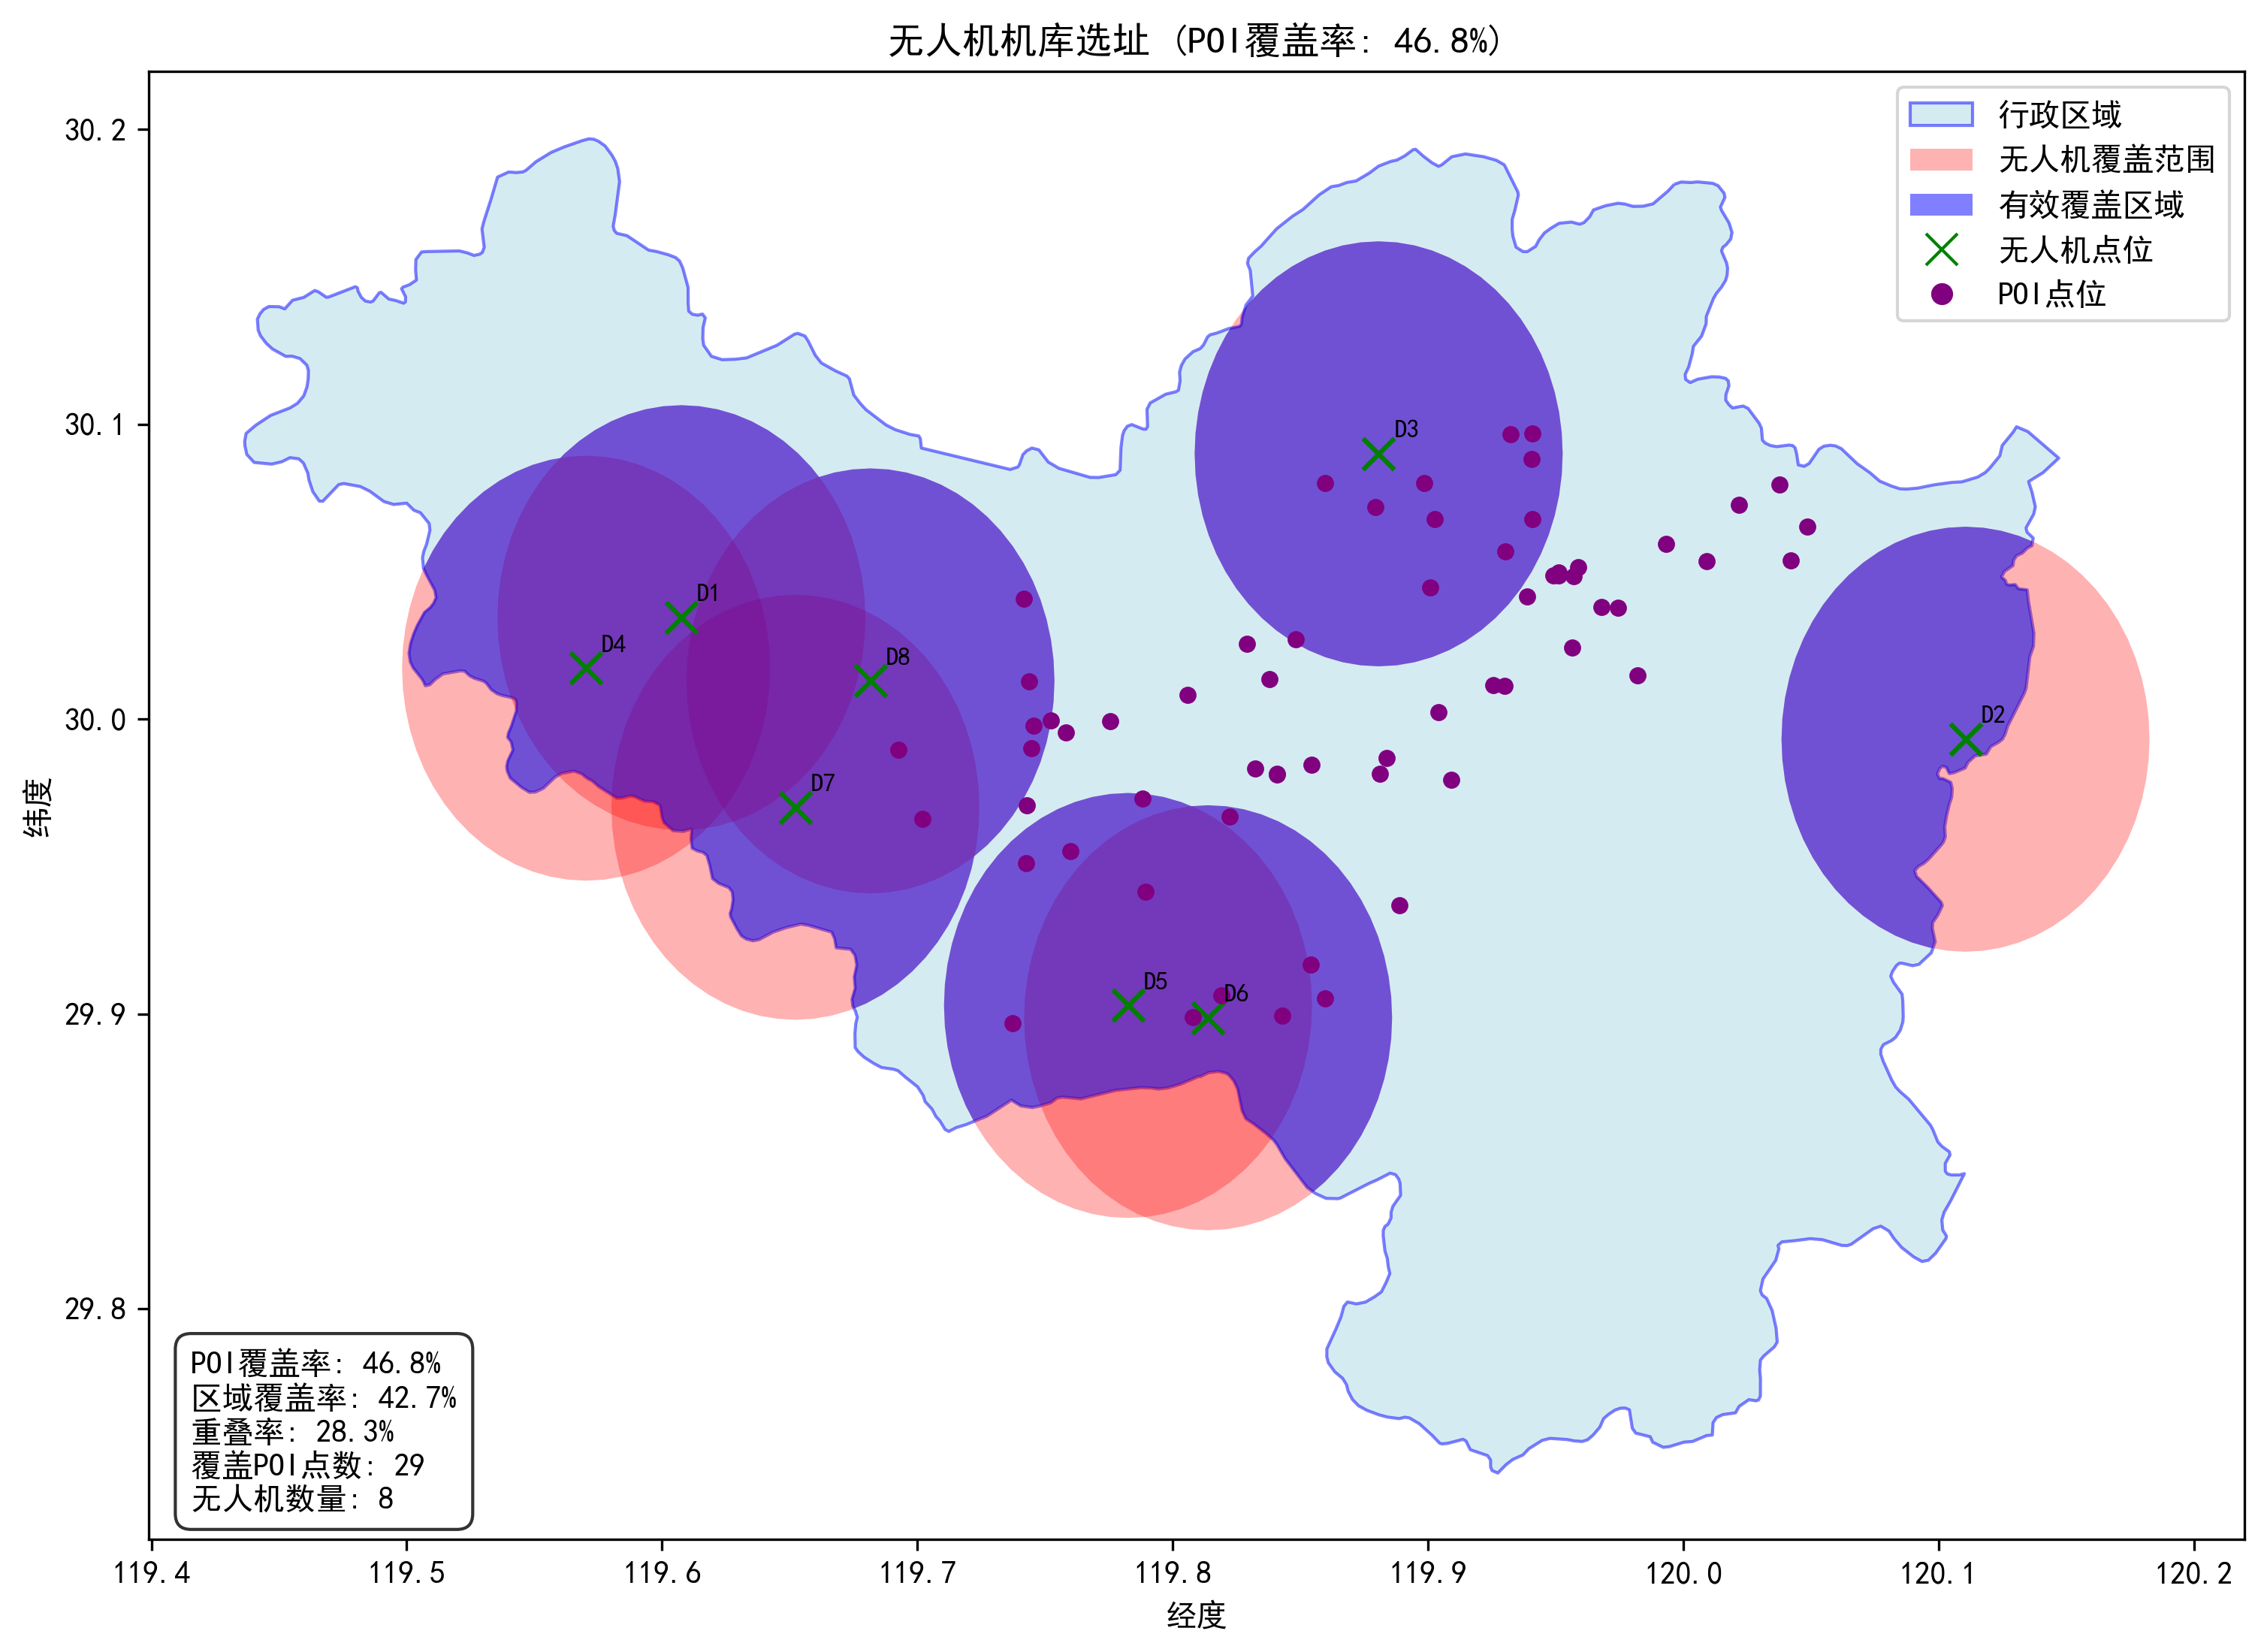 无人机机库选址 (POI覆盖率: 46.8%)
行政区域
无人机覆盖范围
有效覆盖区域
无人机点位
POI点位
30.2
30.1
30.0
29.9
29.8
纬度
D3
D1
D4
D8
D2
D7
D5
D6
POI覆盖率: 46.8%
区域覆盖率: 42.7%
重叠率: 28.3%
覆盖POI点数: 29
无人机数量: 8
119.4 119.5 119.6 119.7 119.8 119.9 120.0 120.1 120.2
经度